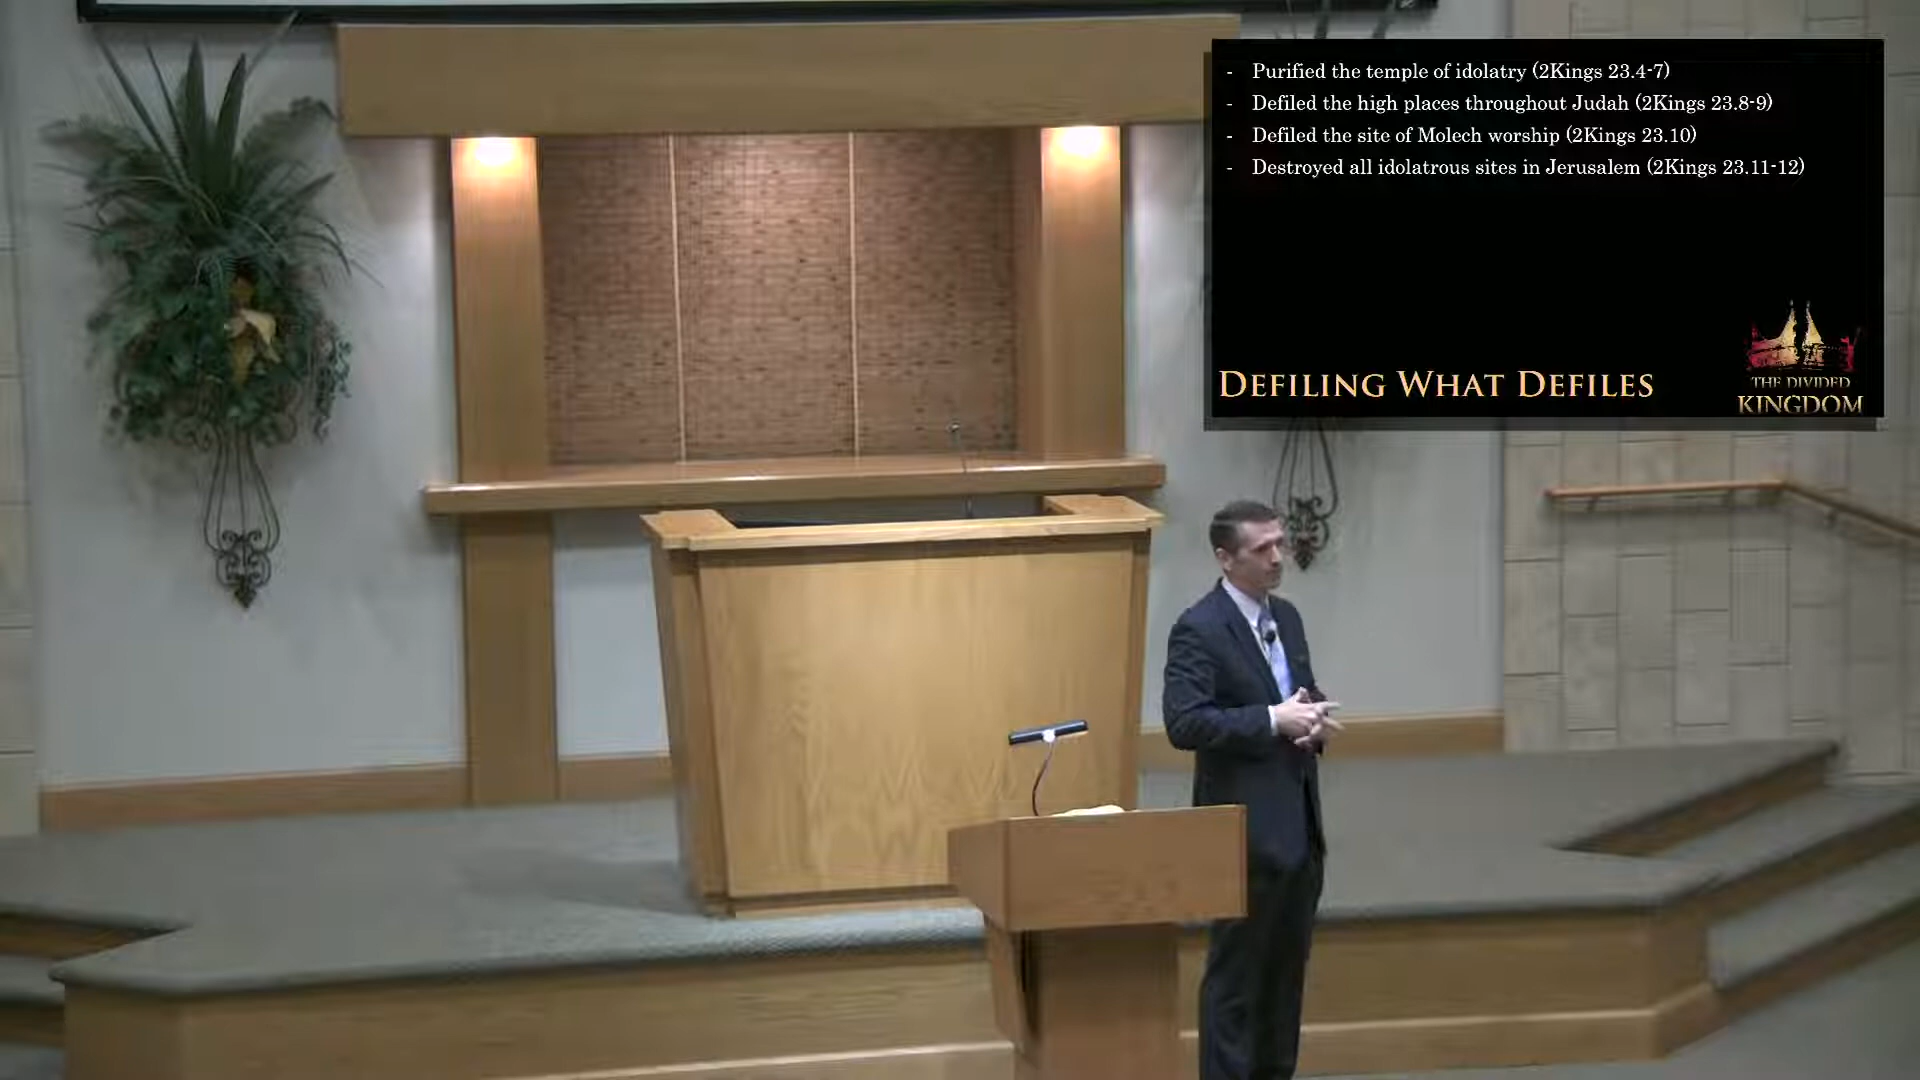 - Purified the temple of idolatry (2Kings 23.4-7)
- Defiled the high places throughout Judah (2Kings 23.8-9)
- Defiled the site of Molech worship (2Kings 23.10)
- Destroyed all idolatrous sites in Jerusalem (2Kings 23.11-12)
DEFILING WHAT DEFILES
THE DIVIDED
KINGDOM